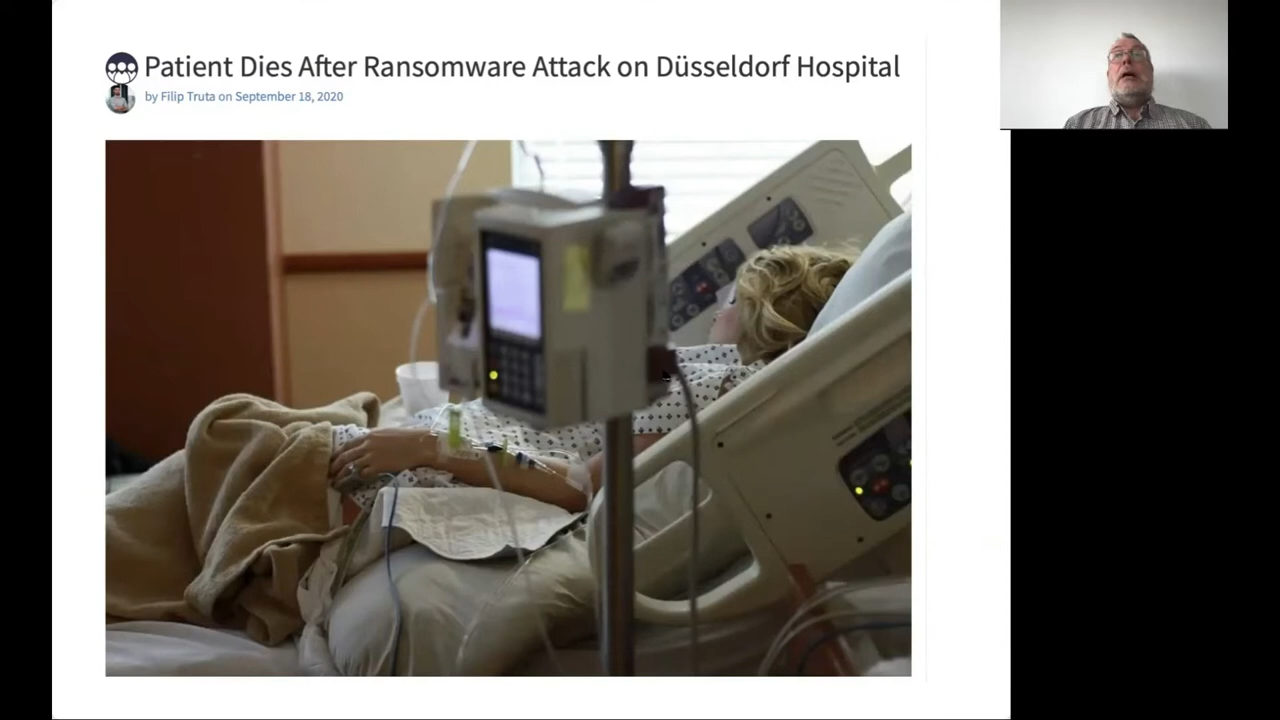 Patient Dies After Ransomware Attack on Düsseldorf Hospital
by Filip Truta on September 18, 2020